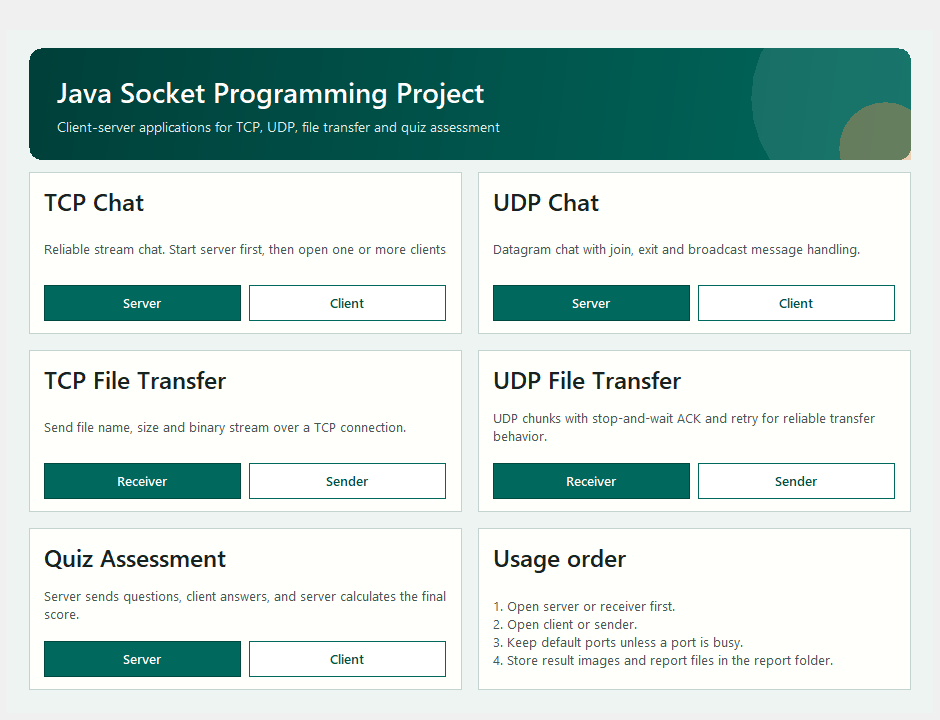 Java Socket Programming Project
Client-server applications for TCP, UDP, file transfer and quiz assessment
TCP Chat
Reliable stream chat. Start server first, then open one or more clients
Server
Client
UDP Chat
Datagram chat with join, exit and broadcast message handling.
Server
Client
TCP File Transfer
Send file name, size and binary stream over a TCP connection.
Receiver
Sender
UDP File Transfer
UDP chunks with stop-and-wait ACK and retry for reliable transfer
behavior.
Receiver
Sender
Quiz Assessment
Server sends questions, client answers, and server calculates the final
score.
Server
Client
Usage order
1. Open server or receiver first.
2. Open client or sender.
3. Keep default ports unless a port is busy.
4. Store result images and report files in the report folder.